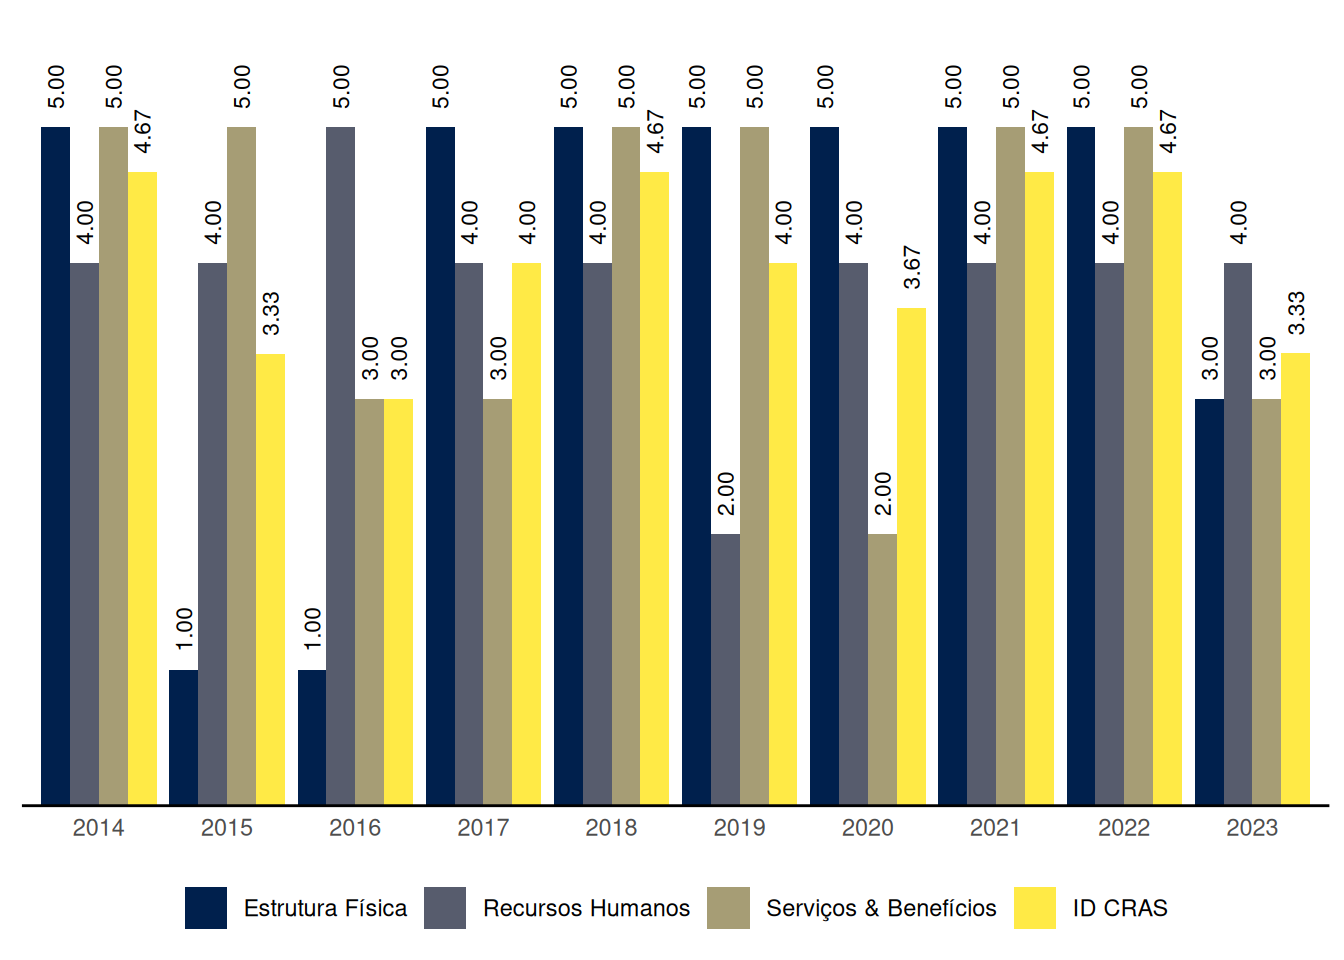 5.00 4.00 5.00 4.67 1.00 4.00 5.00 3.33 1.00 5.00 3.00 3.00 5.00 4.00 3.00 4.00 5.00 4.00 5.00 4.67 5.00 2.00 5.00 4.00 5.00 4.00 2.00 3.67 5.00 4.00 5.00 4.67 5.00 4.00 5.00 4.67 3.00 4.00 3.00 3.33
2014 2015 2016 2017 2018 2019 2020 2021 2022 2023
Estrutura Física Recursos Humanos Serviços & Benefícios ID CRAS